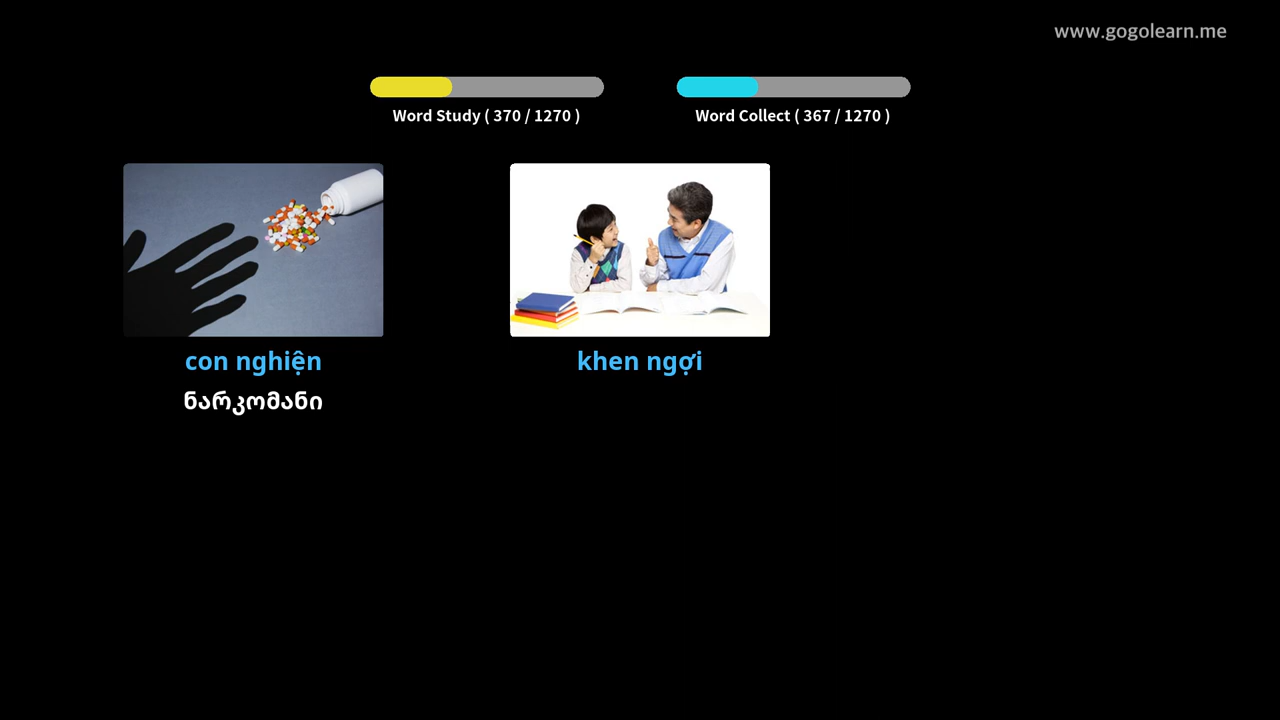 www.gogolearn.me
Word Study ( 370 / 1270 )
Word Collect ( 367 / 1270 )
con nghiện
khen ngợi
ნარკომანი